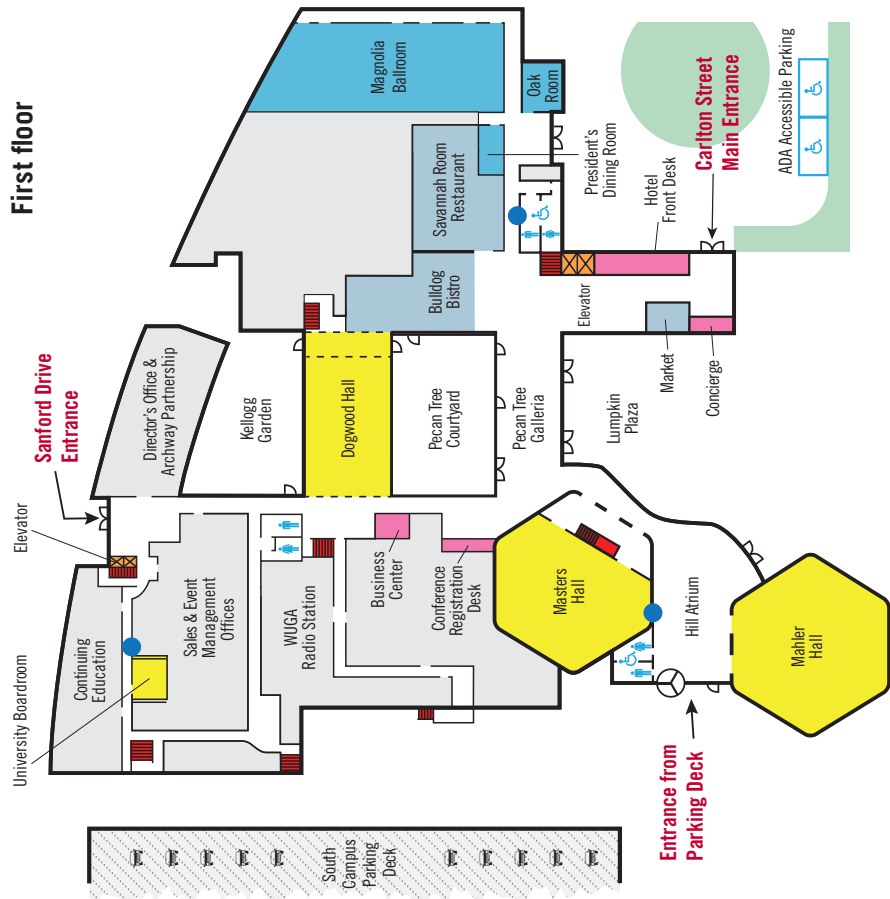 First floor
Sanford Drive
Entrance
Elevator
University Boardroom
Continuing
Education
Sales & Event
Management
Offices
Director's Office &
Archway Partnership
Kellogg
Garden
WUGA
Radio Station
Dogwood Hall
Business
Center
Conference
Registration
Desk
Pecan Tree
Courtyard
Pecan Tree
Galleria
Bulldog
Bistro
Savannah Room
Restaurant
Magnolia
Ballroom
Oak
Room
President's
Dining Room
Hotel
Front Desk
Elevator
Market
Concierge
Lumpkin
Plaza
Masters
Hall
Hill Atrium
Mahler
Hall
Carlton Street
Main Entrance
ADA Accessible Parking
Entrance from
Parking Deck
South
Campus
Parking
Deck